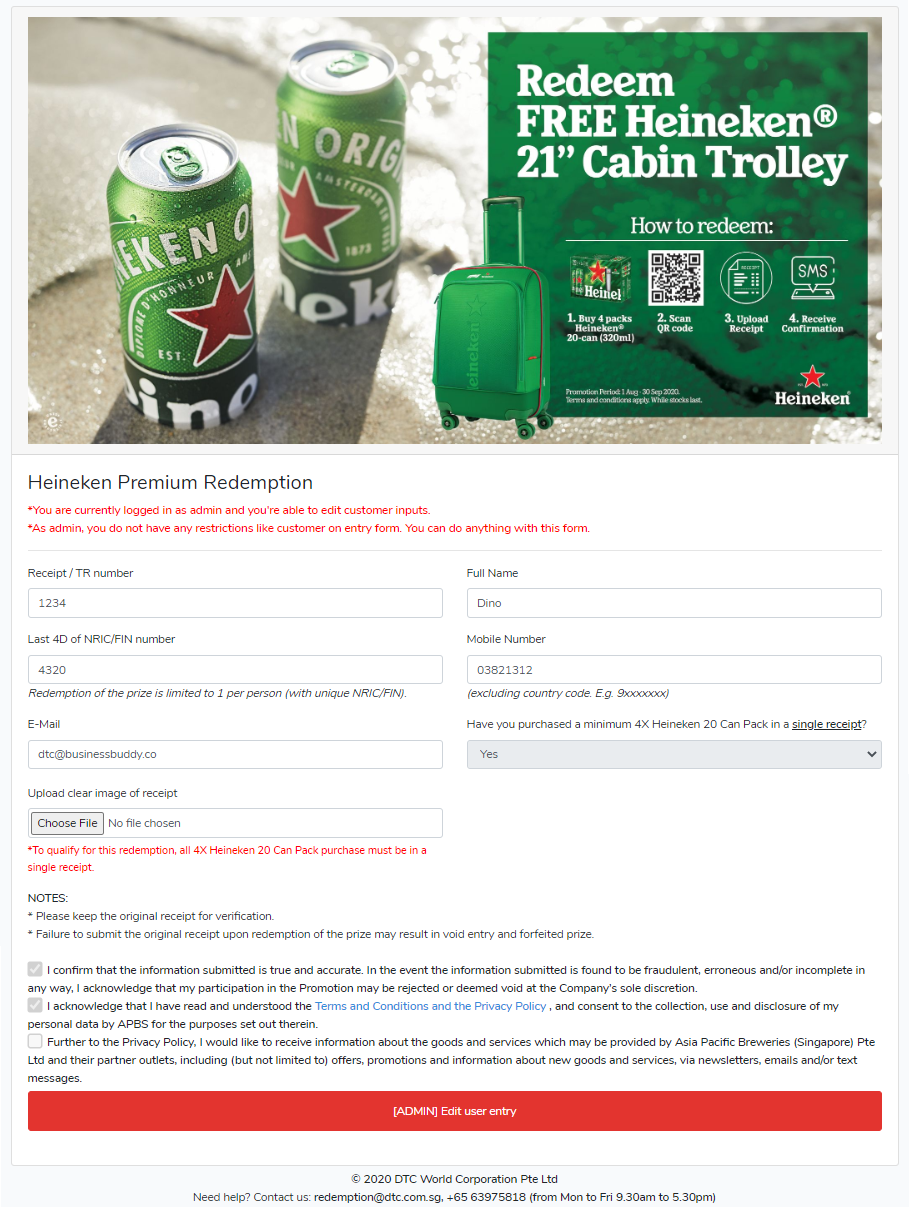 Redeem
FREE Heineken®
21” Cabin Trolley
How to redeem:
1. Buy 4 packs
Heineken®
20-can (320ml)
2. Scan
QR code
RECEIPT
3. Upload
Receipt
SMS
4. Receive
Confirmation
Promotion Period: 1 Aug - 30 Sep 2020.
Terms and conditions apply. While stocks last.
Heineken®
EKEN O
DIPLOME D'HONNEUR
EST.
N ORIG
AMSTERDAM
1873
eineken
Heinek
Heineken Premium Redemption
*You are currently logged in as admin and you're able to edit customer inputs.
*As admin, you do not have any restrictions like customer on entry form. You can do anything with this form.
Receipt / TR number
1234
Full Name
Dino
Last 4D of NRIC/FIN number
4320
Redemption of the prize is limited to 1 per person (with unique NRIC/FIN).
Mobile Number
03821312
(excluding country code. E.g. 9xxxxxxx)
E-Mail
dtc@businessbuddy.co
Have you purchased a minimum 4X Heineken 20 Can Pack in a single receipt?
Yes
Upload clear image of receipt
Choose File No file chosen
*To qualify for this redemption, all 4X Heineken 20 Can Pack purchase must be in a
single receipt.
NOTES:
* Please keep the original receipt for verification.
* Failure to submit the original receipt upon redemption of the prize may result in void entry and forfeited prize.
I confirm that the information submitted is true and accurate. In the event the information submitted is found to be fraudulent, erroneous and/or incomplete in
any way, I acknowledge that my participation in the Promotion may be rejected or deemed void at the Company's sole discretion.
I acknowledge that I have read and understood the Terms and Conditions and the Privacy Policy , and consent to the collection, use and disclosure of my
personal data by APBS for the purposes set out therein.
Further to the Privacy Policy, I would like to receive information about the goods and services which may be provided by Asia Pacific Breweries (Singapore) Pte
Ltd and their partner outlets, including (but not limited to) offers, promotions and information about new goods and services, via newsletters, emails and/or text
messages.
[ADMIN] Edit user entry
© 2020 DTC World Corporation Pte Ltd
Need help? Contact us: redemption@dtc.com.sg, +65 63975818 (from Mon to Fri 9.30am to 5.30pm)